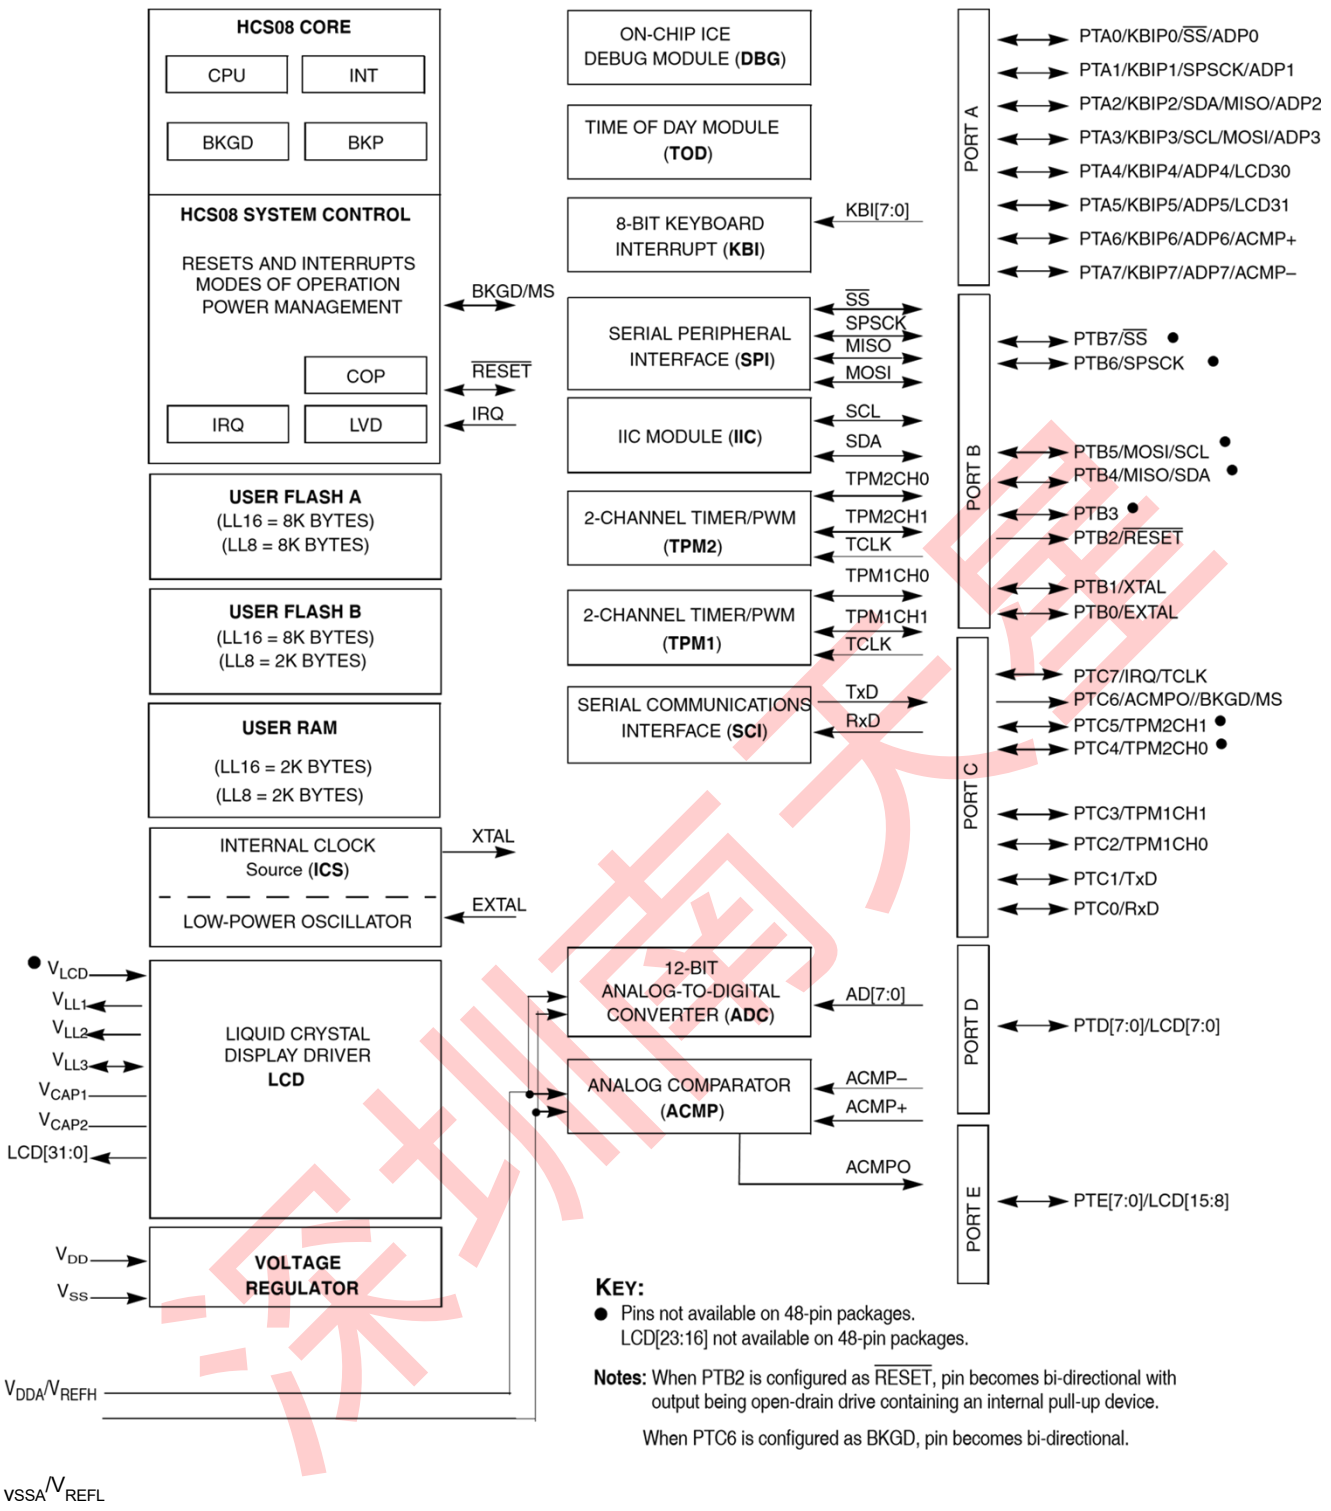 HCS08 CORE
CPU
INT
BKGD
BKP
HCS08 SYSTEM CONTROL
RESETS AND INTERRUPTS
MODES OF OPERATION
POWER MANAGEMENT
COP
IRQ
LVD
BKGD/MS
RESET
IRQ
USER FLASH A
(LL16 = 8K BYTES)
(LL8 = 8K BYTES)
USER FLASH B
(LL16 = 8K BYTES)
(LL8 = 2K BYTES)
USER RAM
(LL16 = 2K BYTES)
(LL8 = 2K BYTES)
INTERNAL CLOCK
Source (ICS)
LOW-POWER OSCILLATOR
XTAL
EXTAL
● VLCD
VLL1
VLL2
VLL3
VCAP1
VCAP2
LCD[31:0]
LIQUID CRYSTAL
DISPLAY DRIVER
LCD
VDD
VSS
VOLTAGE
REGULATOR
VDDA/VREFH
VSSA/VREFL
ON-CHIP ICE
DEBUG MODULE (DBG)
TIME OF DAY MODULE
(TOD)
8-BIT KEYBOARD
INTERRUPT (KBI)
KBI[7:0]
SERIAL PERIPHERAL
INTERFACE (SPI)
SS
SPSCK
MISO
MOSI
IIC MODULE (IIC)
SCL
SDA
2-CHANNEL TIMER/PWM
(TPM2)
TPM2CH0
TPM2CH1
TCLK
2-CHANNEL TIMER/PWM
(TPM1)
TPM1CH0
TPM1CH1
TCLK
SERIAL COMMUNICATIONS
INTERFACE (SCI)
TxD
RxD
12-BIT
ANALOG-TO-DIGITAL
CONVERTER (ADC)
AD[7:0]
ANALOG COMPARATOR
(ACMP)
ACMP–
ACMP+
ACMPO
PORT A
PTA0/KBIP0/SS/ADP0
PTA1/KBIP1/SPSCK/ADP1
PTA2/KBIP2/SDA/MISO/ADP2
PTA3/KBIP3/SCL/MOSI/ADP3
PTA4/KBIP4/ADP4/LCD30
PTA5/KBIP5/ADP5/LCD31
PTA6/KBIP6/ADP6/ACMP+
PTA7/KBIP7/ADP7/ACMP–
PORT B
PTB7/SS ●
PTB6/SPSCK ●
PTB5/MOSI/SCL ●
PTB4/MISO/SDA ●
PTB3 ●
PTB2/RESET
PTB1/XTAL
PTB0/EXTAL
PORT C
PTC7/IRQ/TCLK
PTC6/ACMPO//BKGD/MS
PTC5/TPM2CH1 ●
PTC4/TPM2CH0 ●
PTC3/TPM1CH1
PTC2/TPM1CH0
PTC1/TxD
PTC0/RxD
PORT D
PTD[7:0]/LCD[7:0]
PORT E
PTE[7:0]/LCD[15:8]
KEY:
● Pins not available on 48-pin packages.
LCD[23:16] not available on 48-pin packages.
Notes: When PTB2 is configured as RESET, pin becomes bi-directional with
output being open-drain drive containing an internal pull-up device.
When PTC6 is configured as BKGD, pin becomes bi-directional.
深圳南天星